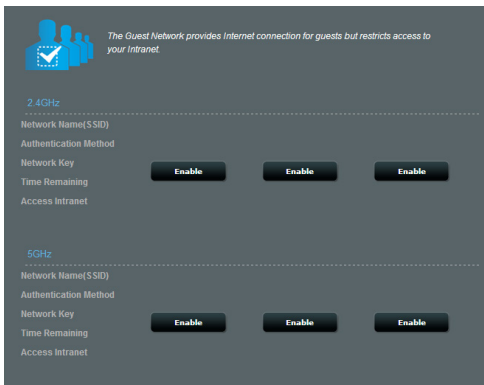 The Guest Network provides Internet connection for guests but restricts access to
your Intranet.
2.4GHz
Network Name(SSID)
Authentication Method
Network Key
Enable Enable Enable
Time Remaining
Access Intranet
5GHz
Network Name(SSID)
Authentication Method
Network Key
Enable Enable Enable
Time Remaining
Access Intranet